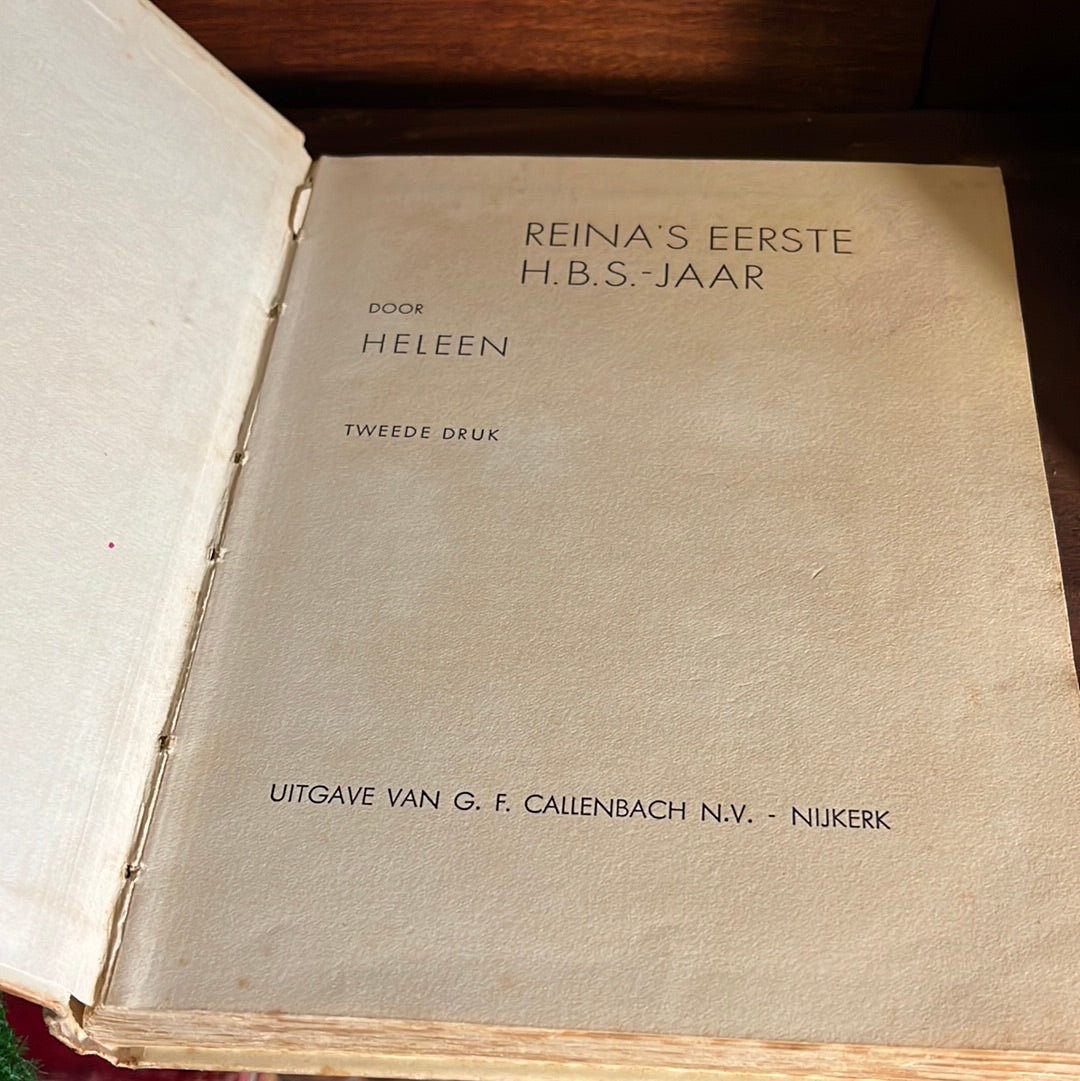 REINA'S EERSTE
H.B.S.-JAAR
DOOR
HELEEN
TWEEDE DRUK
UITGAVE VAN G. F. CALLENBACH N.V. - NIJKERK